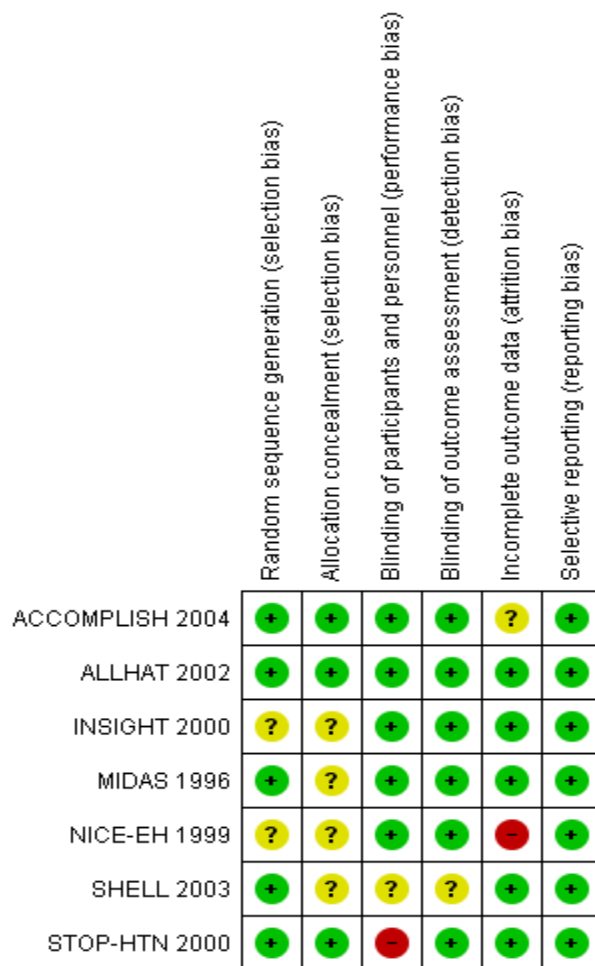 Random sequence generation (selection bias)
Allocation concealment (selection bias)
Blinding of participants and personnel (performance bias)
Blinding of outcome assessment (detection bias)
Incomplete outcome data (attrition bias)
Selective reporting (reporting bias)
ACCOMPLISH 2004 + + + + ? +
ALLHAT 2002 + + + + + +
INSIGHT 2000 ? ? + + + +
MIDAS 1996 + ? + + + +
NICE-EH 1999 ? ? + + - +
SHELL 2003 + ? ? ? + +
STOP-HTN 2000 + + - + + +